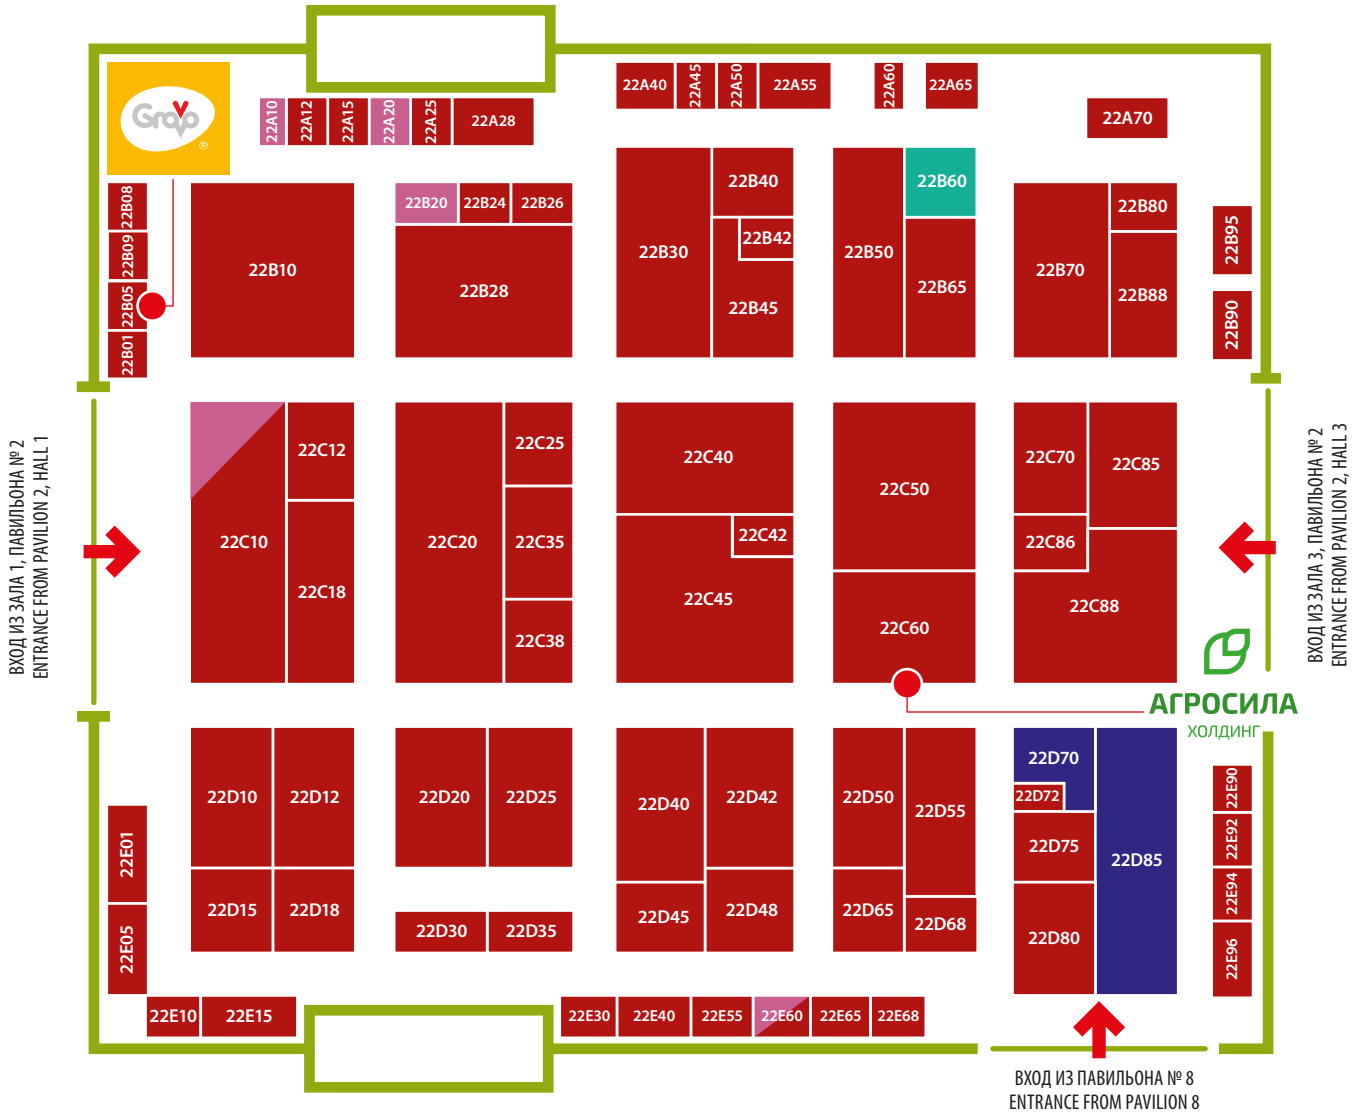 22A40
22A45
22A50
22A55
22A60
22A65
Gravo
®
22A10
22A12
22A15
22A20
22A25
22A28
22A70
22B08
22B09
22B05
22B01
22B10
22B20
22B24
22B26
22B28
22B30
22B40
22B42
22B45
22B50
22B60
22B65
22B70
22B80
22B88
22B95
22B90
ВХОД ИЗ ЗАЛА 1, ПАВИЛЬОНА № 2
ENTRANCE FROM PAVILION 2, HALL 1
22C10
22C12
22C18
22C20
22C25
22C35
22C38
22C40
22C42
22C45
22C50
22C60
22C70
22C85
22C86
22C88
ВХОД ИЗ ЗАЛА 3, ПАВИЛЬОНА № 2
ENTRANCE FROM PAVILION 2, HALL 3
АГРОСИЛА
ХОЛДИНГ
22D10
22D12
22D15
22D18
22D20
22D25
22D30
22D35
22D40
22D42
22D45
22D48
22D50
22D55
22D65
22D68
22D70
22D72
22D75
22D80
22D85
22E90
22E92
22E94
22E96
22E01
22E05
22E10
22E15
22E30
22E40
22E55
22E60
22E65
22E68
ВХОД ИЗ ПАВИЛЬОНА № 8
ENTRANCE FROM PAVILION 8